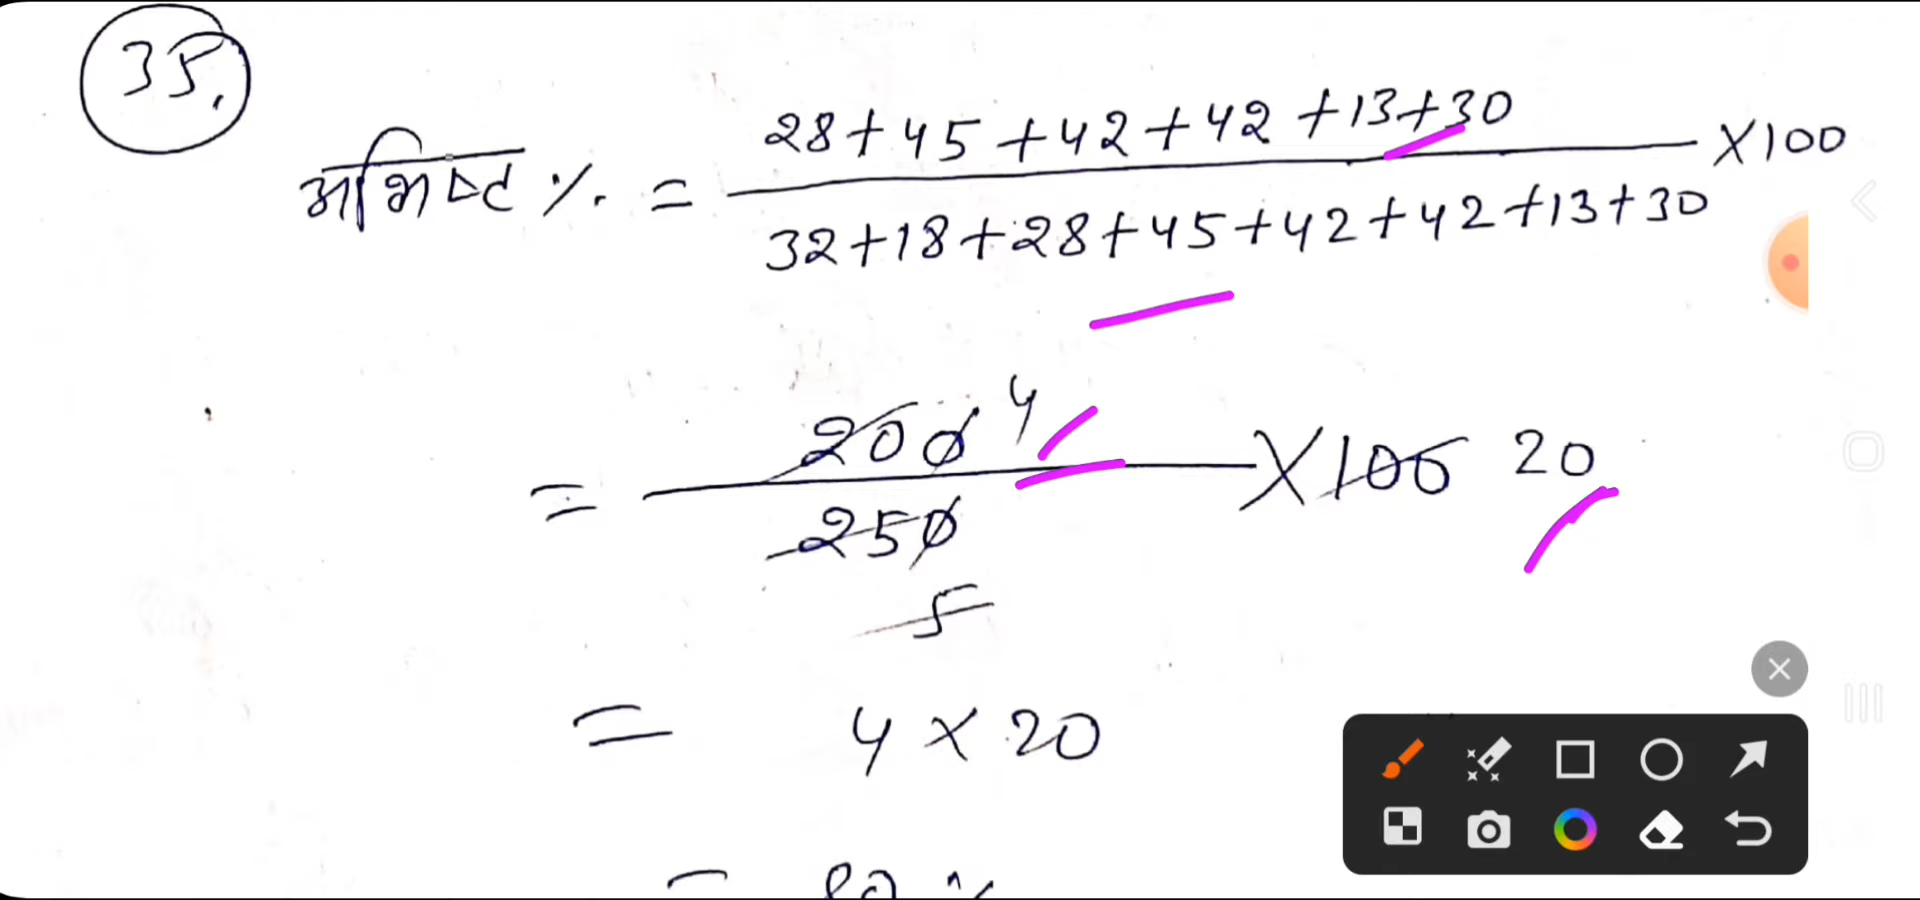 35.
अभिष्ट % = 28 + 45 + 42 + 42 + 13 + 30 / 32 + 18 + 28 + 45 + 42 + 42 + 13 + 30 × 100
= 200 4 / 250 5 × 100 20
= 4 × 20
= 80 %